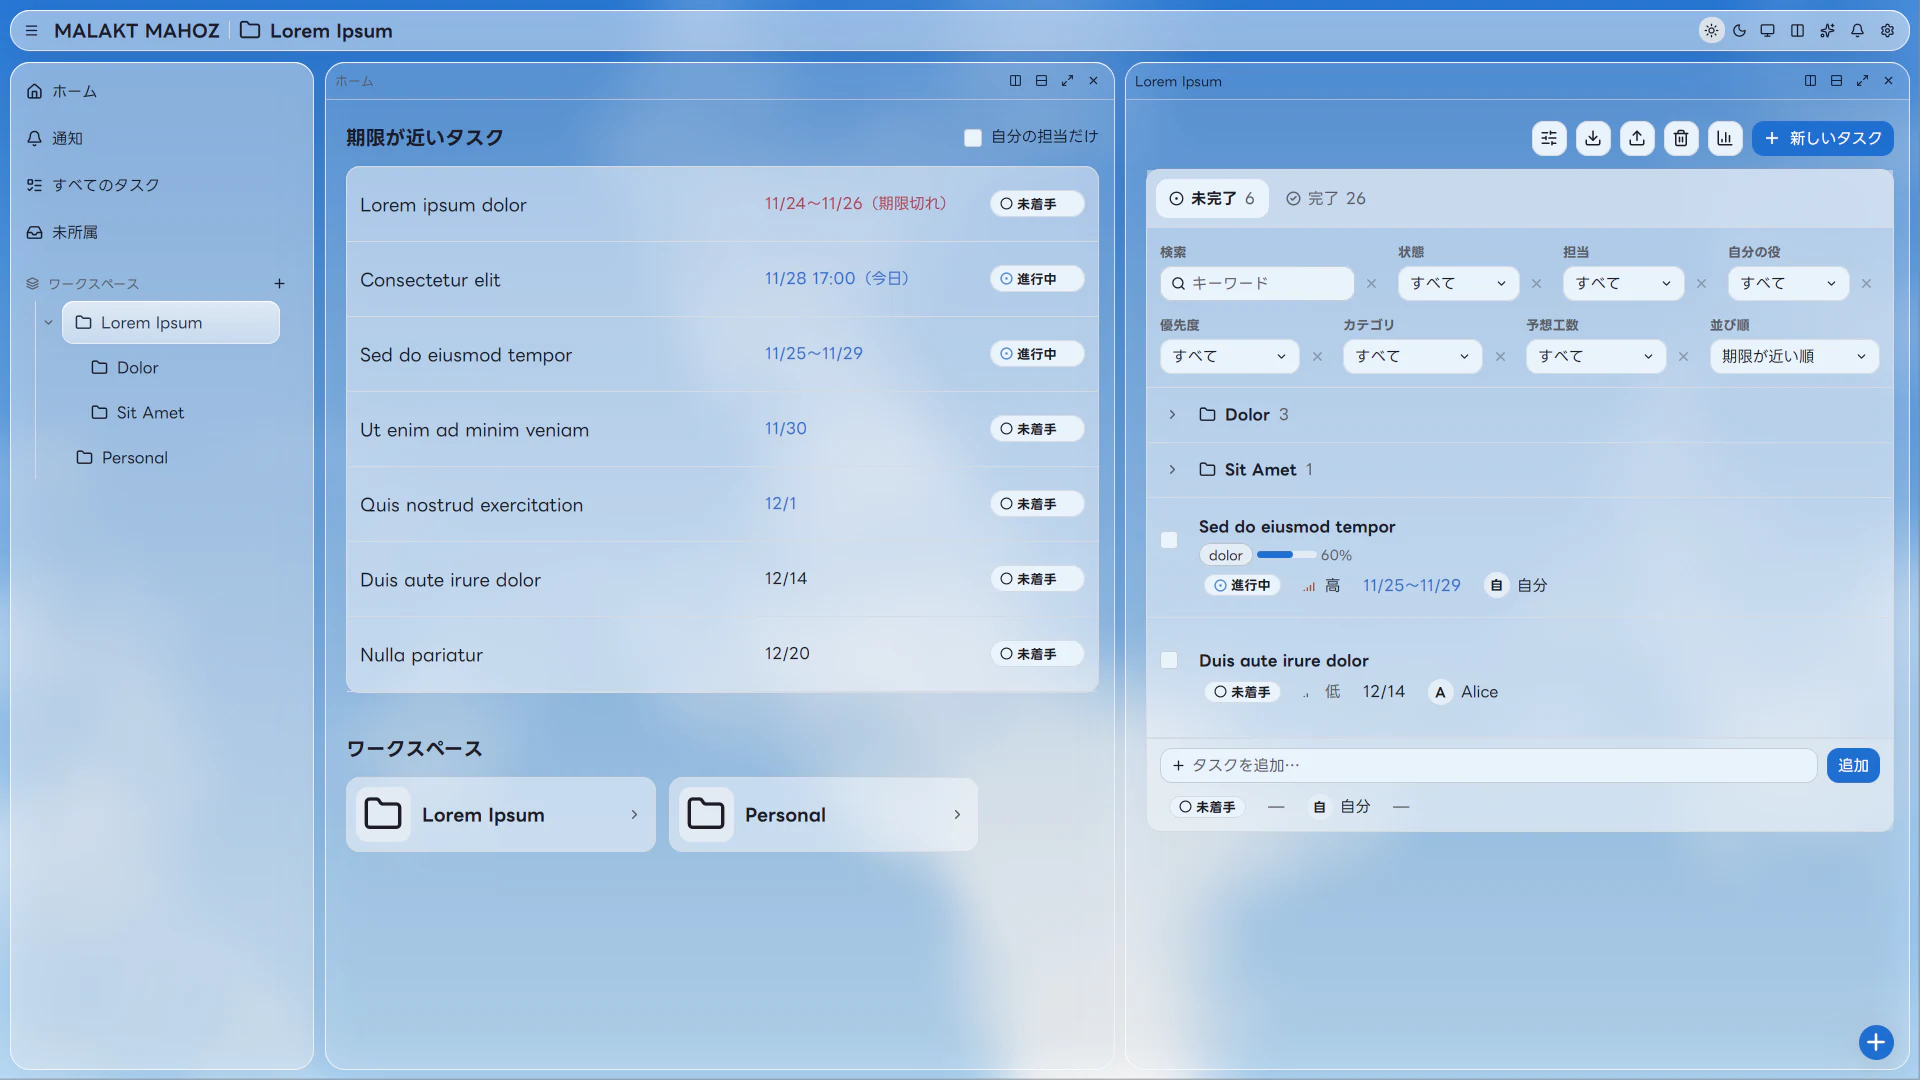 MALAKT MAHOZ
Lorem Ipsum
ホーム
通知
すべてのタスク
未所属
ワークスペース
Lorem Ipsum
Dolor
Sit Amet
Personal
ホーム
期限が近いタスク
自分の担当だけ
Lorem ipsum dolor 11/24〜11/26（期限切れ） 未着手
Consectetur elit 11/28 17:00（今日） 進行中
Sed do eiusmod tempor 11/25〜11/29 進行中
Ut enim ad minim veniam 11/30 未着手
Quis nostrud exercitation 12/1 未着手
Duis aute irure dolor 12/14 未着手
Nulla pariatur 12/20 未着手
ワークスペース
Lorem Ipsum
Personal
Lorem Ipsum
+ 新しいタスク
未完了 6 完了 26
検索 状態 担当 自分の役
キーワード すべて すべて すべて
優先度 カテゴリ 予想工数 並び順
すべて すべて すべて 期限が近い順
Dolor 3
Sit Amet 1
Sed do eiusmod tempor
dolor 60%
進行中 高 11/25〜11/29 自 自分
Duis aute irure dolor
未着手 低 12/14 A Alice
+ タスクを追加… 追加
未着手 — 自 自分 —